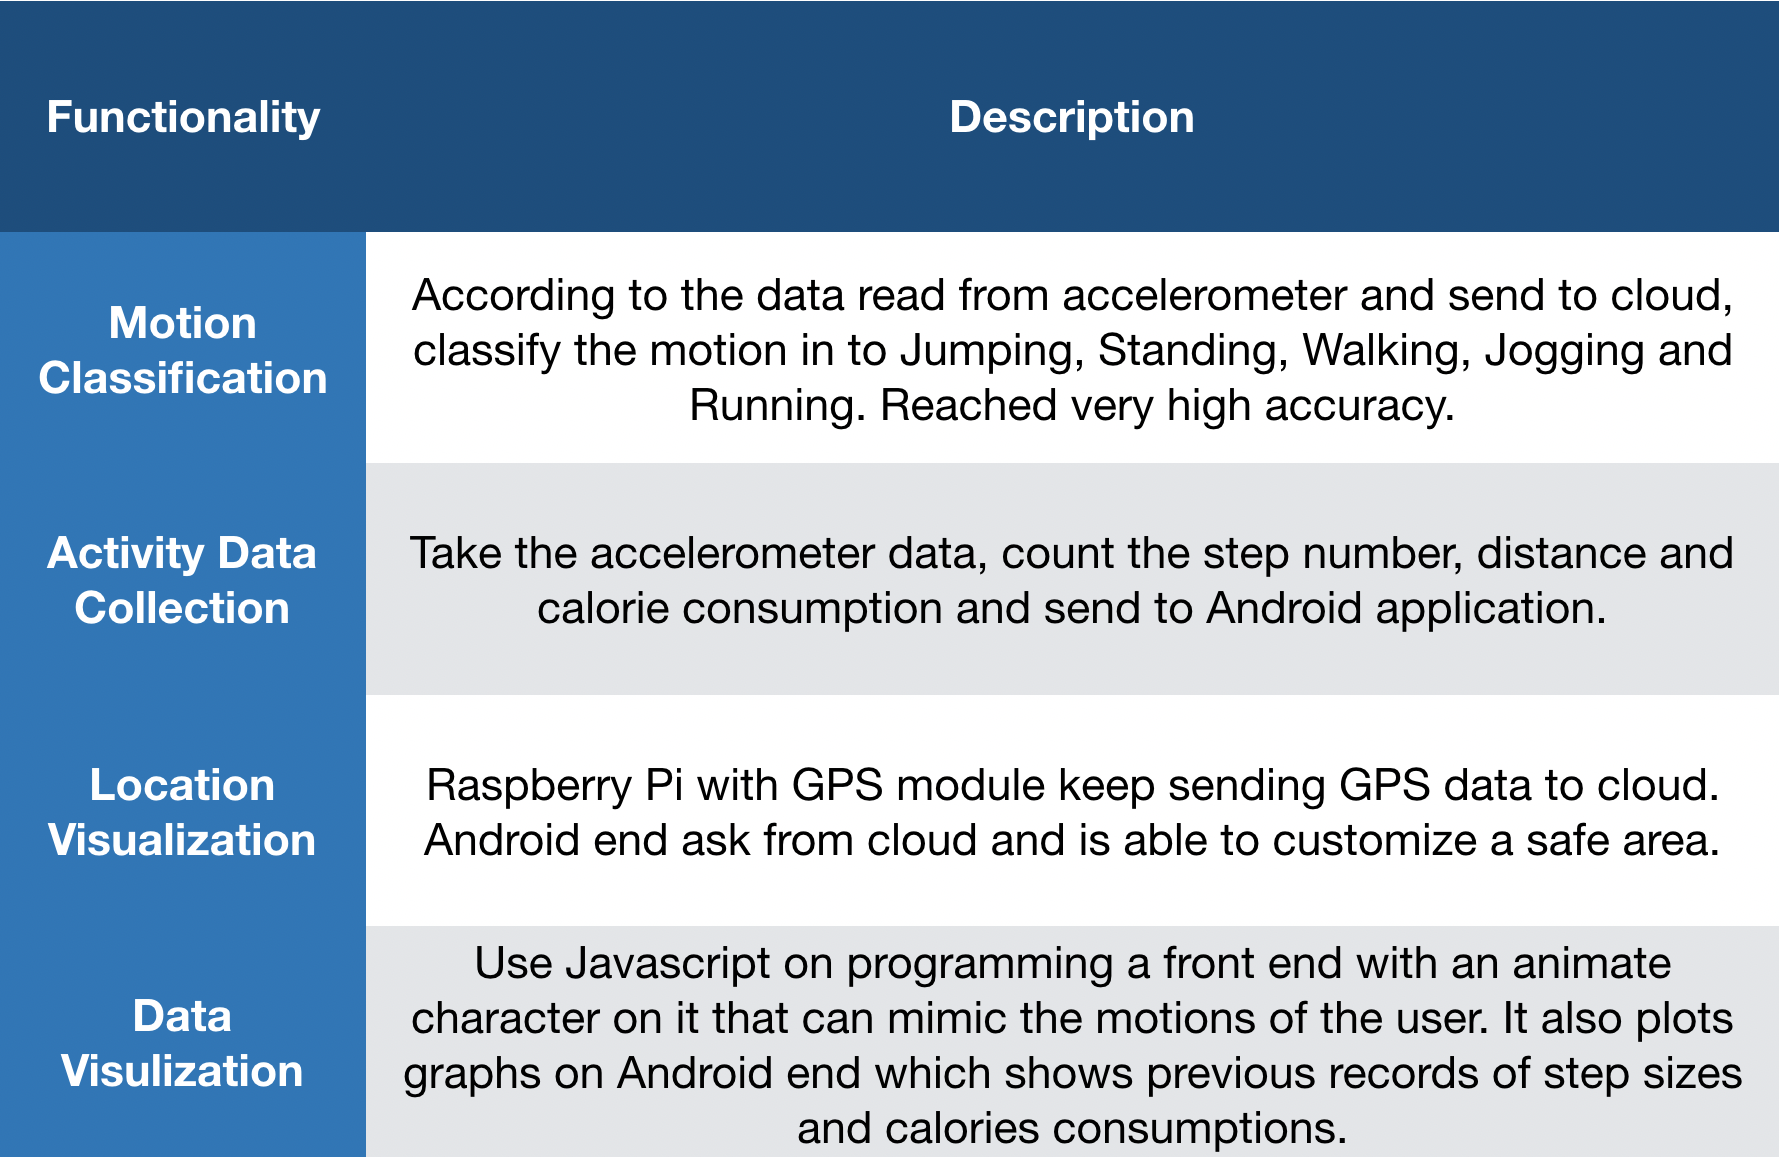 Functionality
Description
Motion
Classification
According to the data read from accelerometer and send to cloud,
classify the motion in to Jumping, Standing, Walking, Jogging and
Running. Reached very high accuracy.
Activity Data
Collection
Take the accelerometer data, count the step number, distance and
calorie consumption and send to Android application.
Location
Visualization
Raspberry Pi with GPS module keep sending GPS data to cloud.
Android end ask from cloud and is able to customize a safe area.
Data
Visulization
Use Javascript on programming a front end with an animate
character on it that can mimic the motions of the user. It also plots
graphs on Android end which shows previous records of step sizes
and calories consumptions.